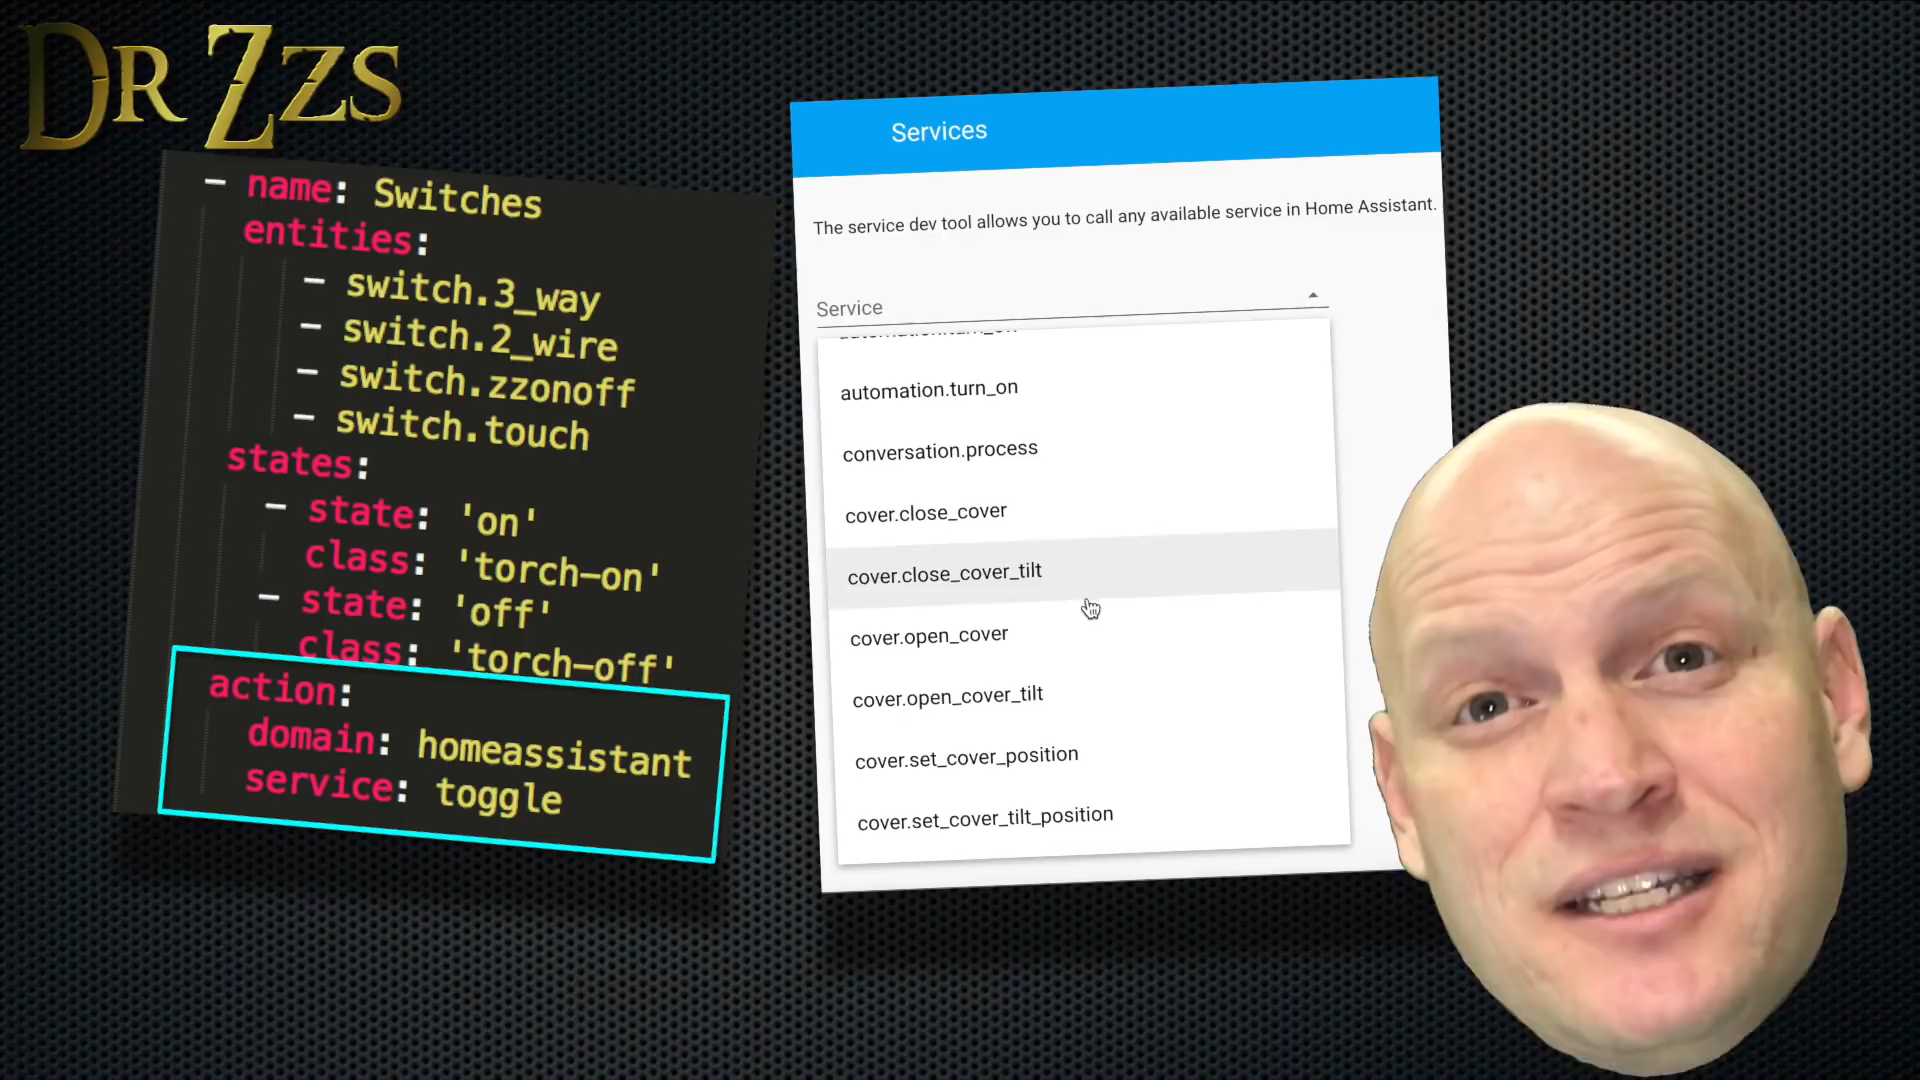 DR ZZS
- name: Switches
entities:
- switch.3_way
- switch.2_wire
- switch.zzonoff
- switch.touch
states:
- state: 'on'
class: 'torch-on'
- state: 'off'
class: 'torch-off'
action:
domain: homeassistant
service: toggle
Services
The service dev tool allows you to call any available service in Home Assistant.
Service
automation.turn_on
conversation.process
cover.close_cover
cover.close_cover_tilt
cover.open_cover
cover.open_cover_tilt
cover.set_cover_position
cover.set_cover_tilt_position